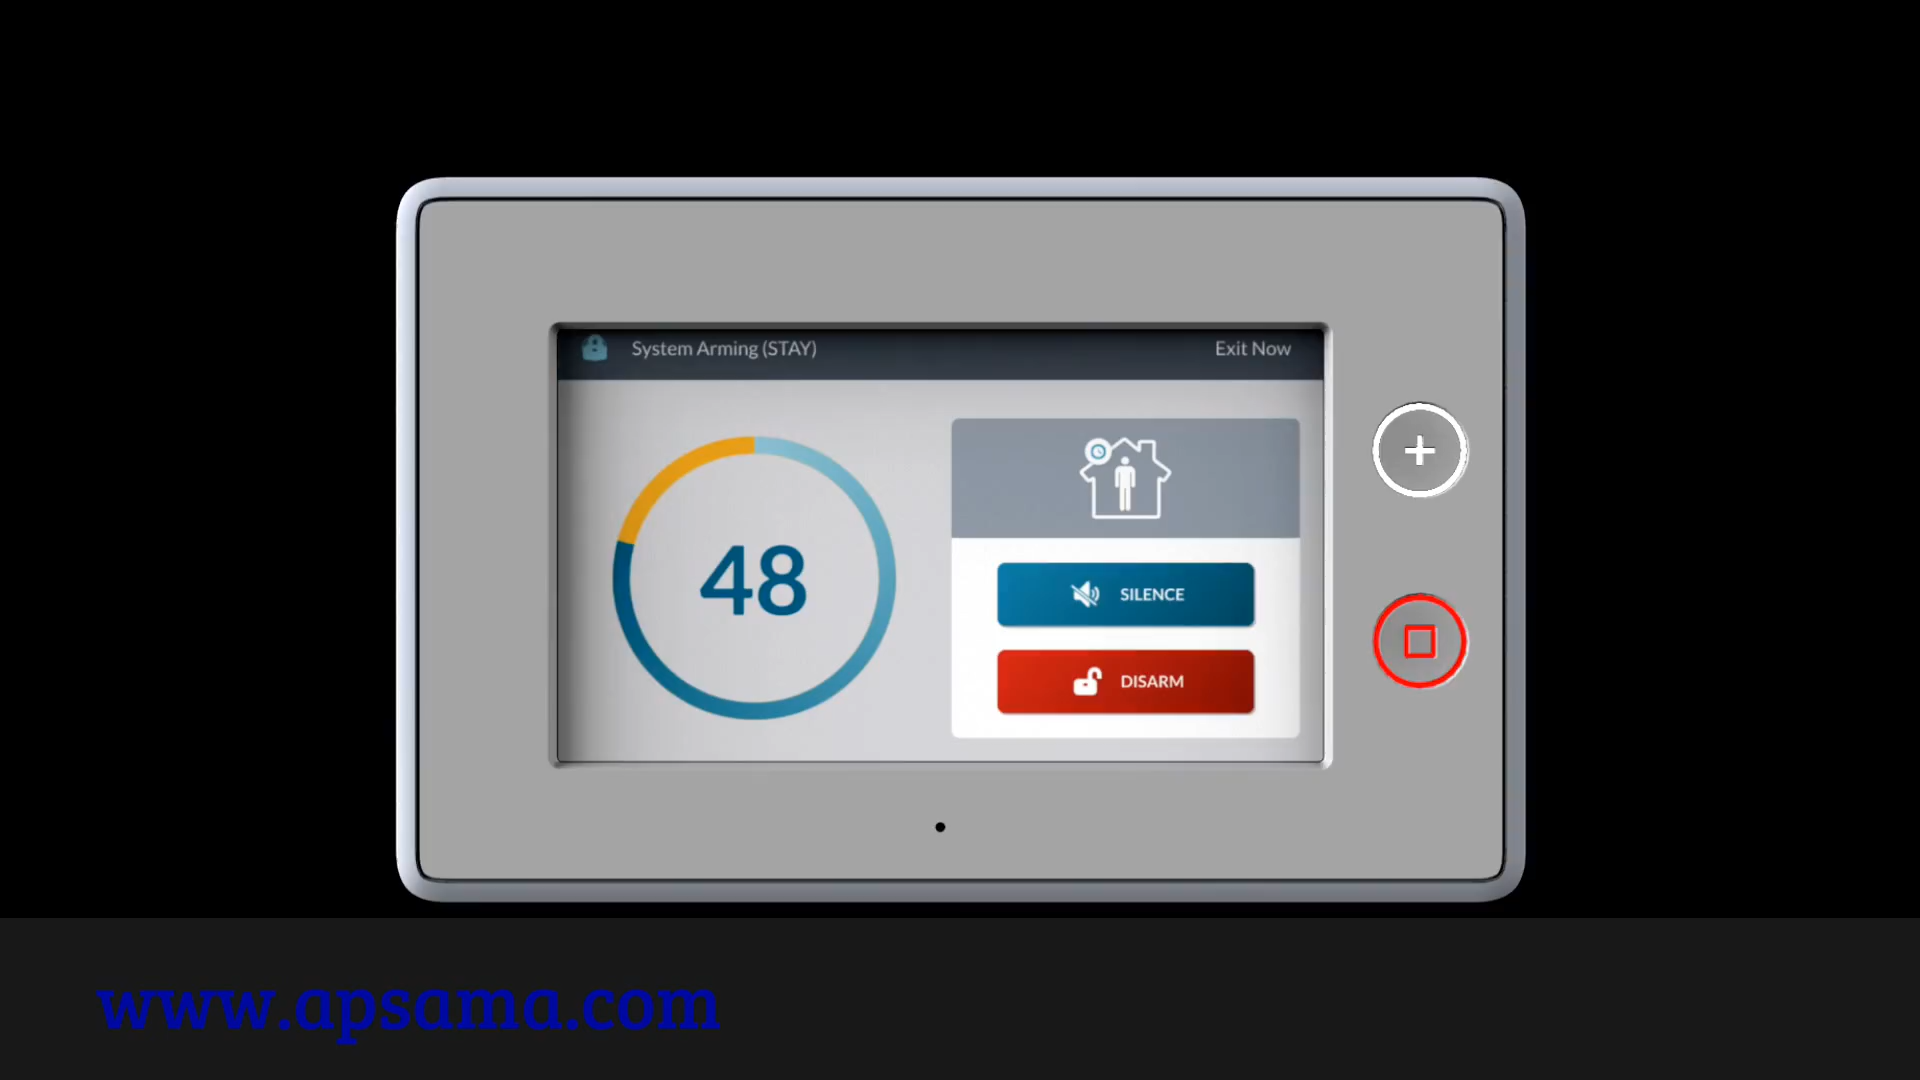 System Arming (STAY)
Exit Now
48
SILENCE
DISARM
www.apsama.com